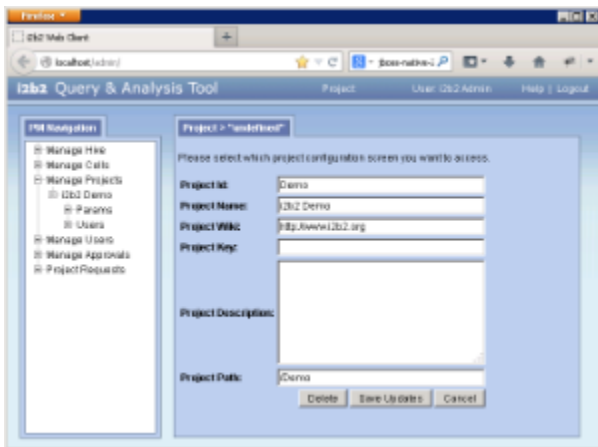 Firefox
i2b2 Web Client
+
localhost/admin/
jboss-native-i
i2b2 Query & Analysis Tool
Project:
User: i2b2 Admin
Help | Logout
PM Navigation
Manage Hive
Manage Cells
Manage Projects
i2b2 Demo
Params
Users
Manage Users
Manage Approvals
Project Requests
Project > "undefined"
Please select which project configuration screen you want to access.
Project Id: Demo
Project Name: i2b2 Demo
Project Wiki: http://www.i2b2.org
Project Key:
Project Description:
Project Path: /Demo
Delete Save Updates Cancel